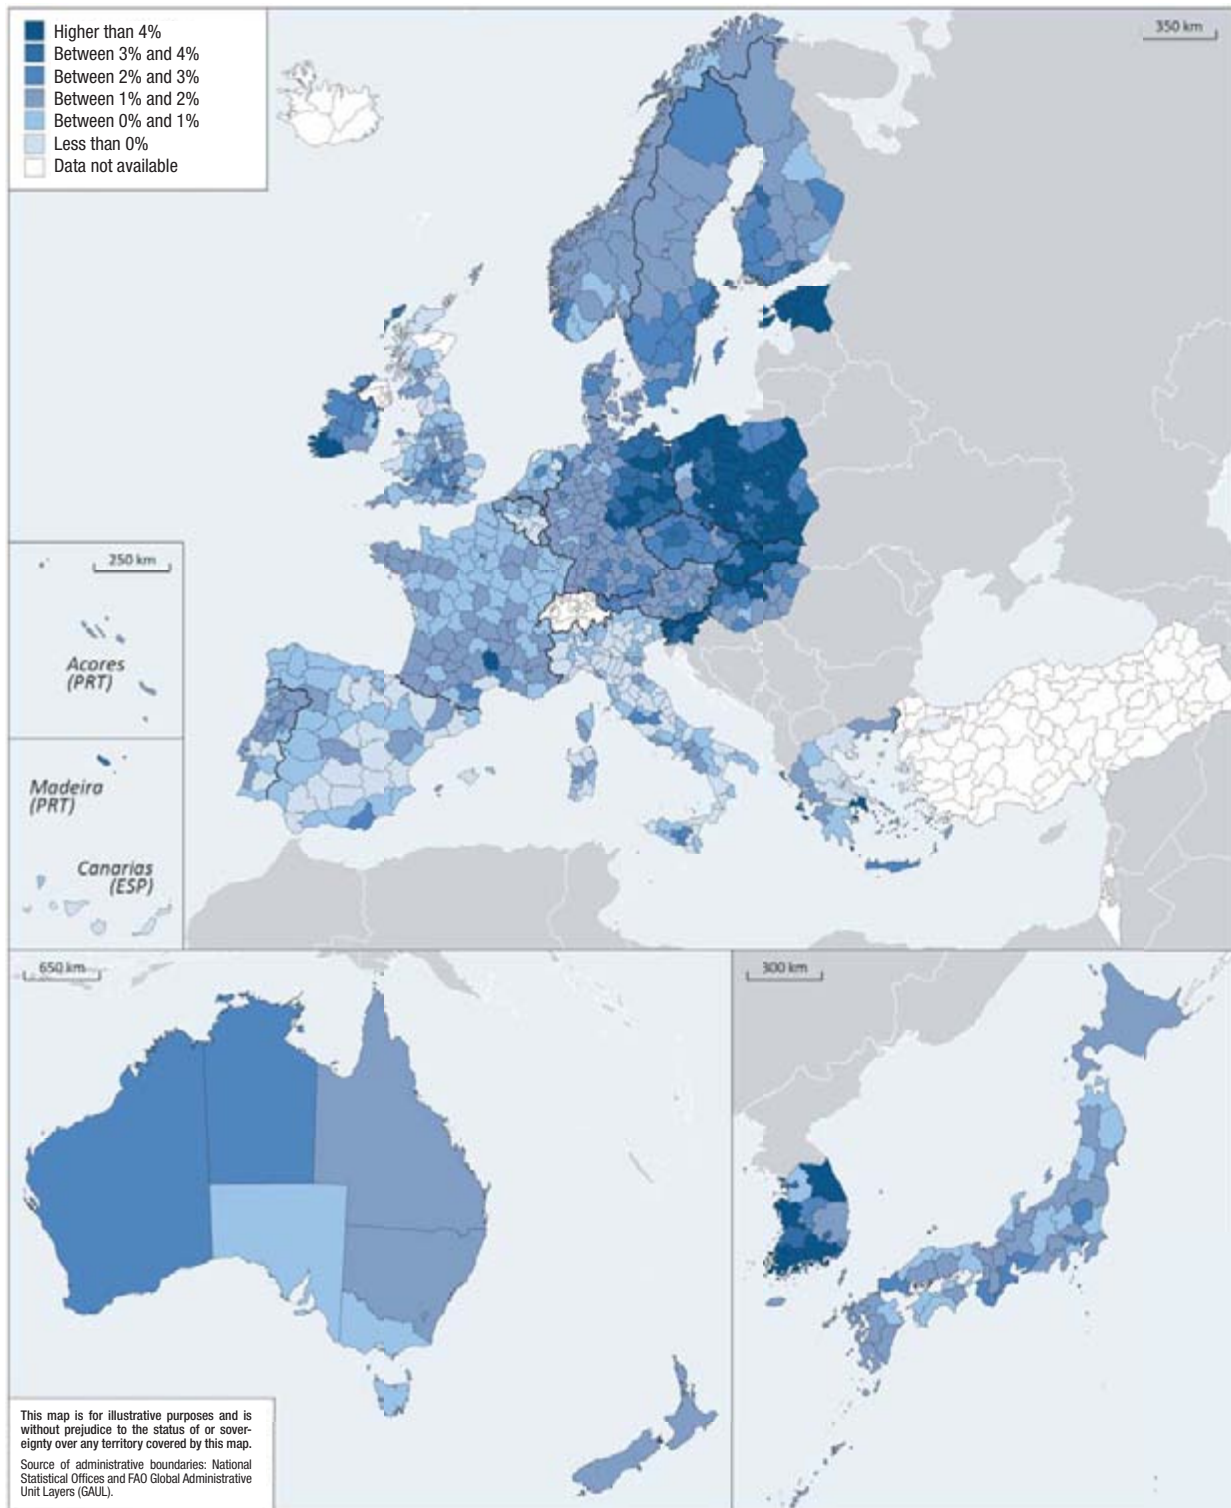 Higher than 4%
Between 3% and 4%
Between 2% and 3%
Between 1% and 2%
Between 0% and 1%
Less than 0%
Data not available
350 km
250 km
Acores
(PRT)
Madeira
(PRT)
Canarias
(ESP)
650 km
300 km
This map is for illustrative purposes and is
without prejudice to the status of or sover-
eignty over any territory covered by this map.
Source of administrative boundaries: National
Statistical Offices and FAO Global Administrative
Unit Layers (GAUL).